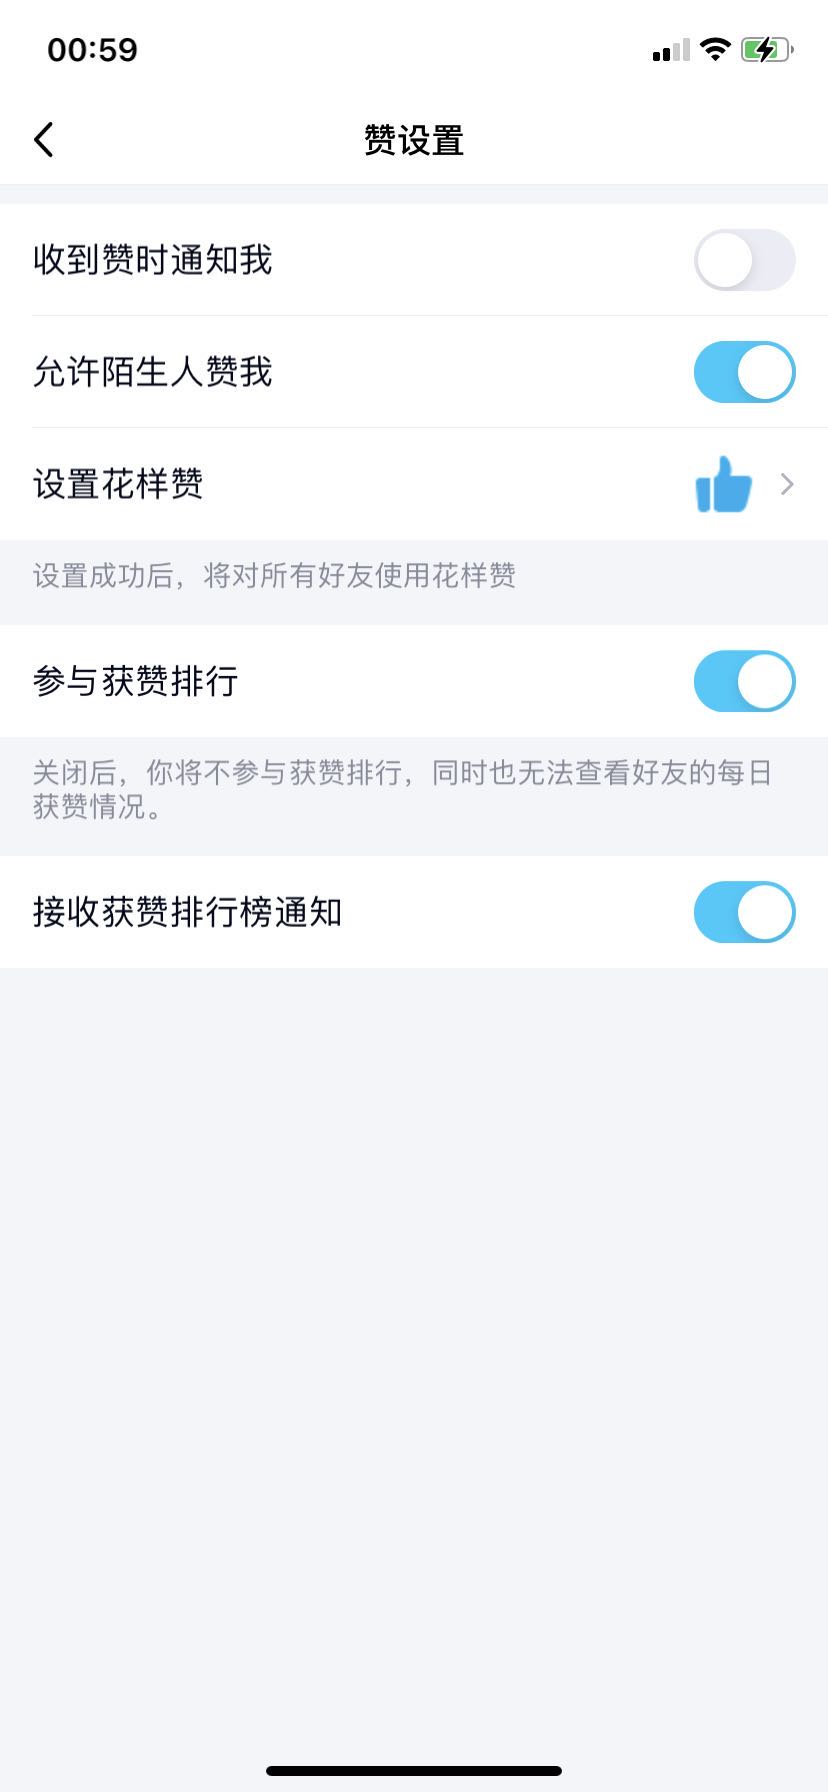 00:59
赞设置
收到赞时通知我
允许陌生人赞我
设置花样赞
设置成功后，将对所有好友使用花样赞
参与获赞排行
关闭后，你将不参与获赞排行，同时也无法查看好友的每日
获赞情况。
接收获赞排行榜通知